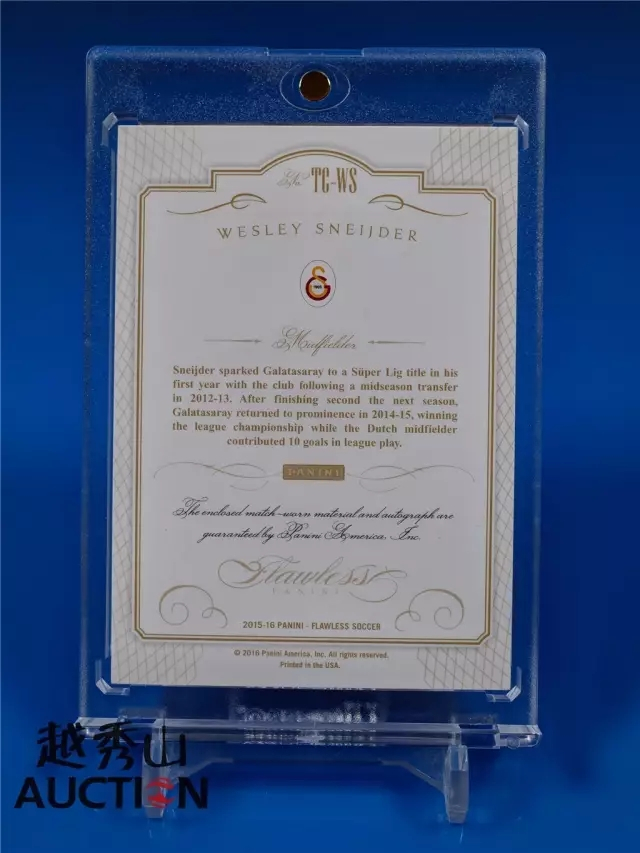 No. TC-WS
WESLEY SNEIJDER
Midfielder
Sneijder sparked Galatasaray to a Süper Lig title in his
first year with the club following a midseason transfer
in 2012-13. After finishing second the next season,
Galatasaray returned to prominence in 2014-15, winning
the league championship while the Dutch midfielder
contributed 10 goals in league play.
PANINI
The enclosed match-worn material and autograph are
guaranteed by Panini America, Inc.
Flawless
PANINI
2015-16 PANINI - FLAWLESS SOCCER
© 2016 Panini America, Inc. All rights reserved.
Printed in the USA.
越秀山
AUCTION